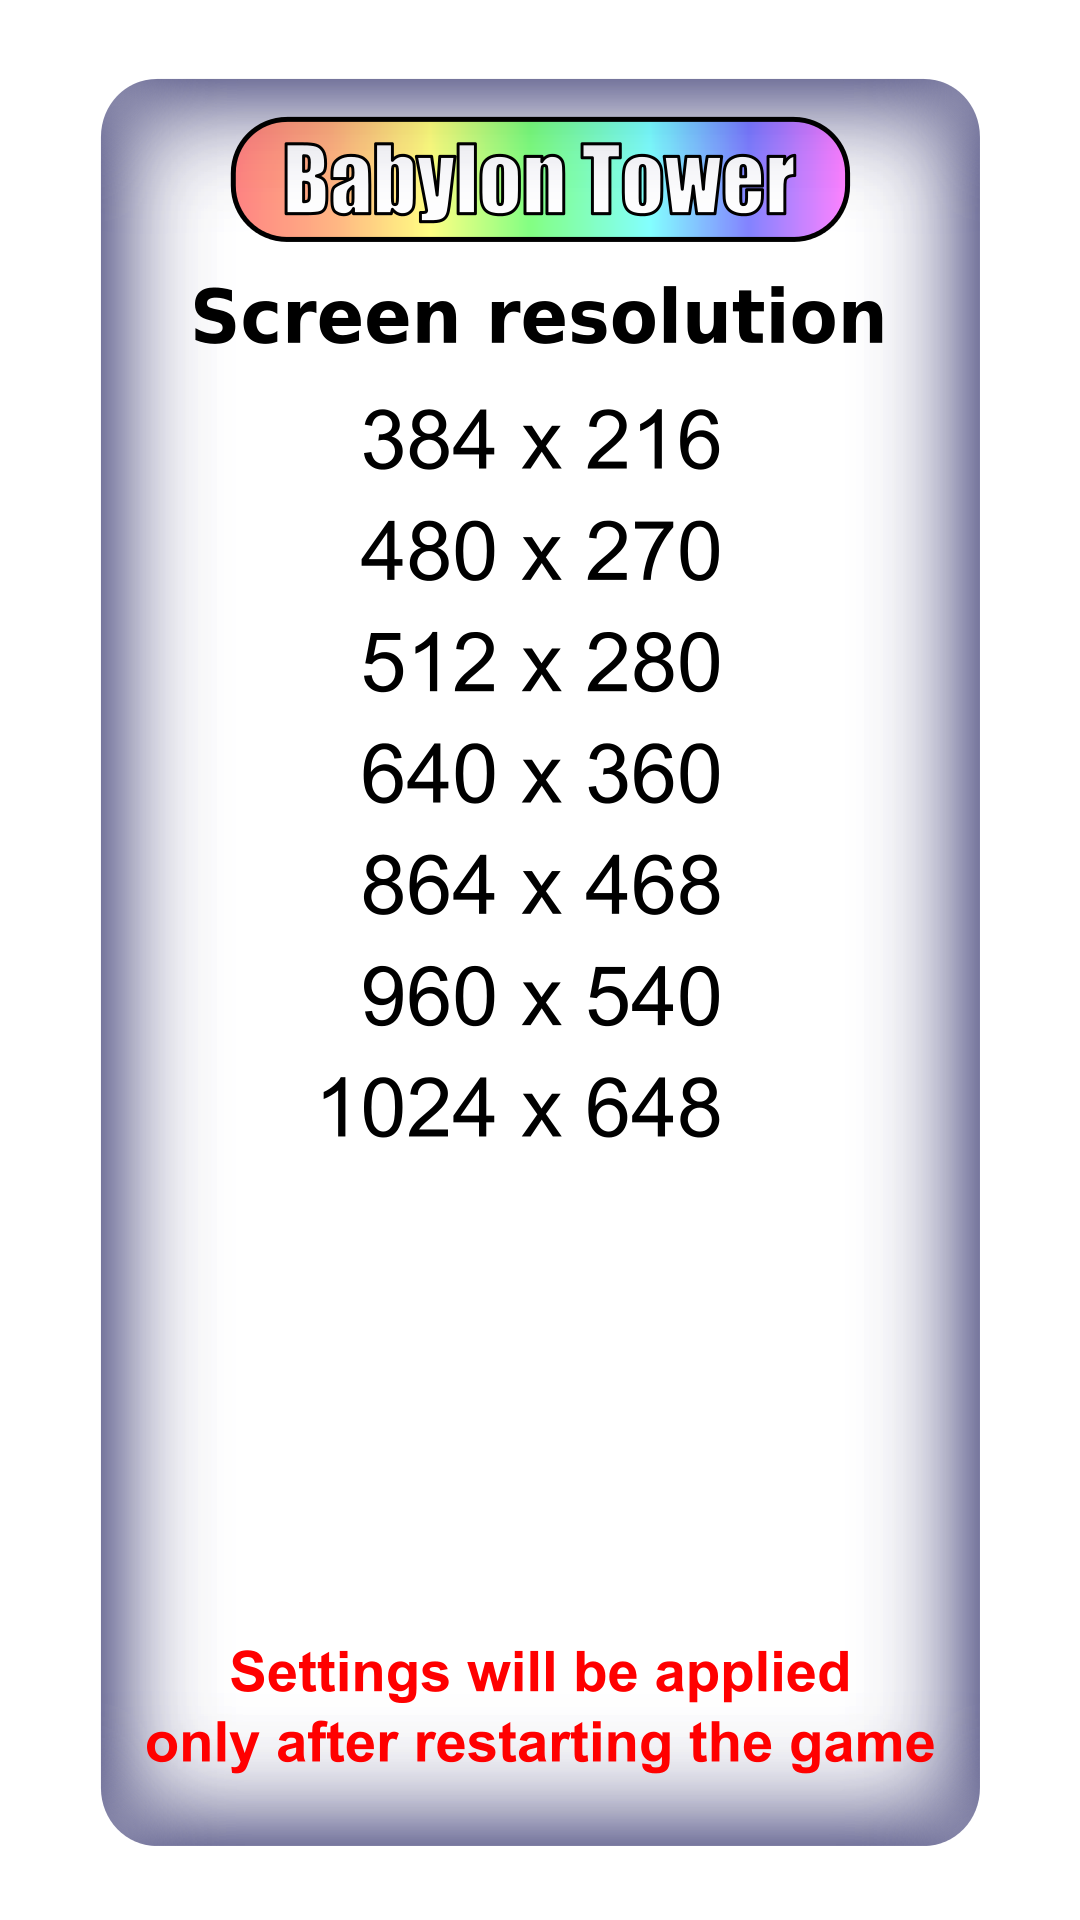 Babylon Tower
Screen resolution
384 x 216
480 x 270
512 x 280
640 x 360
864 x 468
960 x 540
1024 x 648
Settings will be applied
only after restarting the game